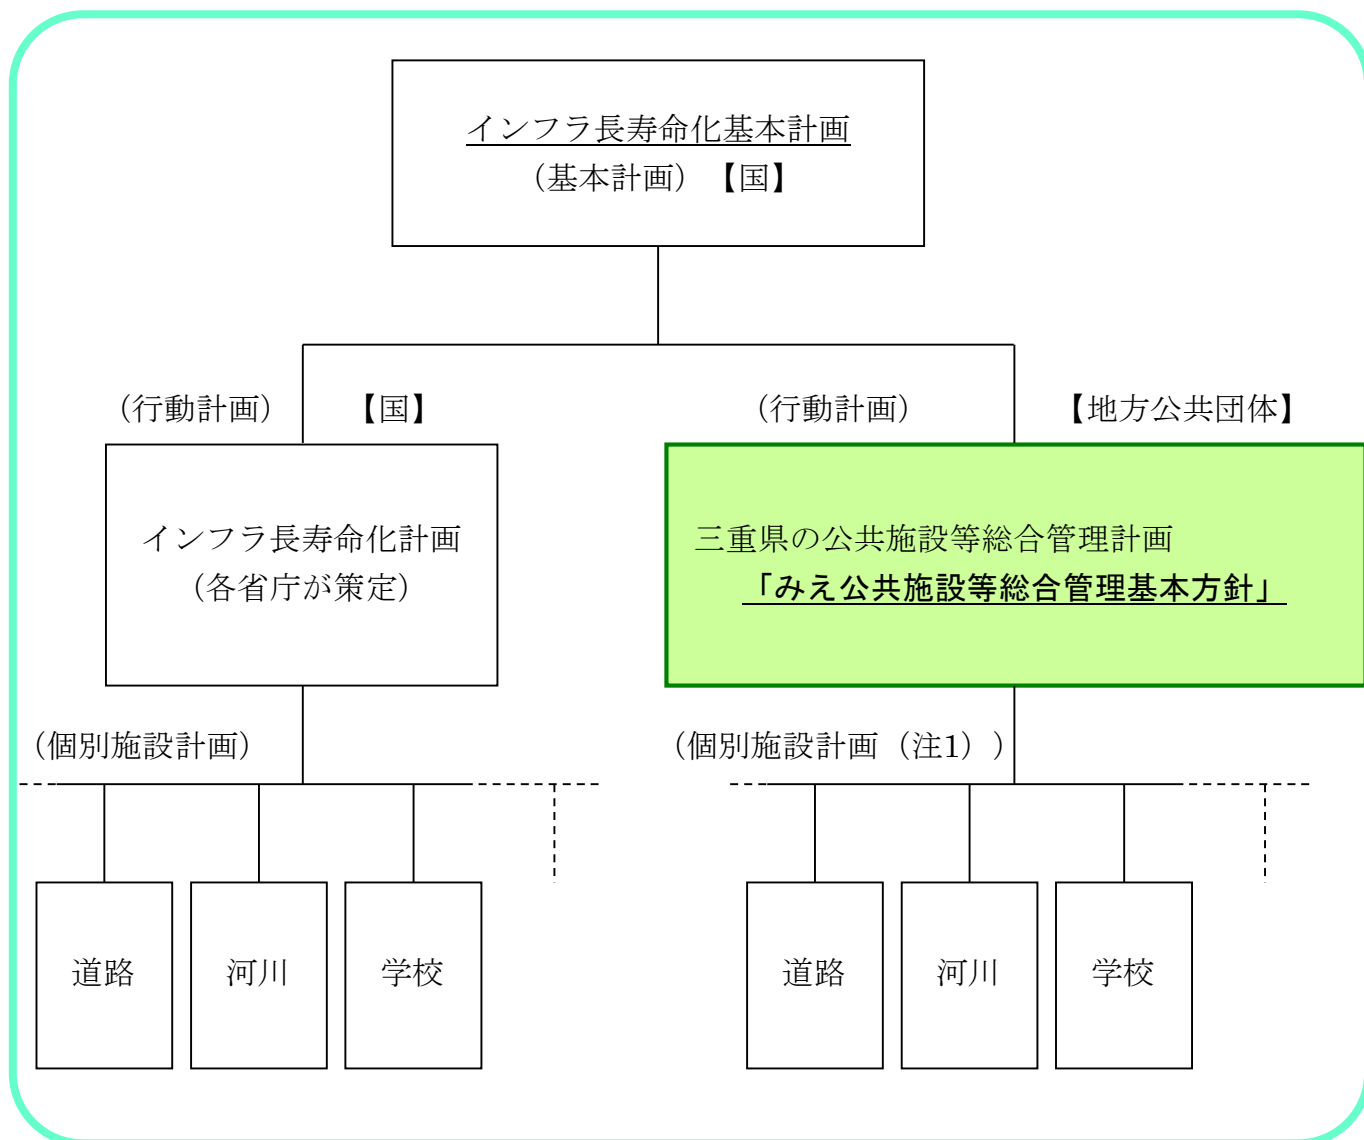 インフラ長寿命化基本計画
(基本計画)【国】
(行動計画) 【国】
(行動計画) 【地方公共団体】
インフラ長寿命化計画
(各省庁が策定)
三重県の公共施設等総合管理計画
「みえ公共施設等総合管理基本方針」
(個別施設計画)
(個別施設計画(注1))
道路 河川 学校
道路 河川 学校